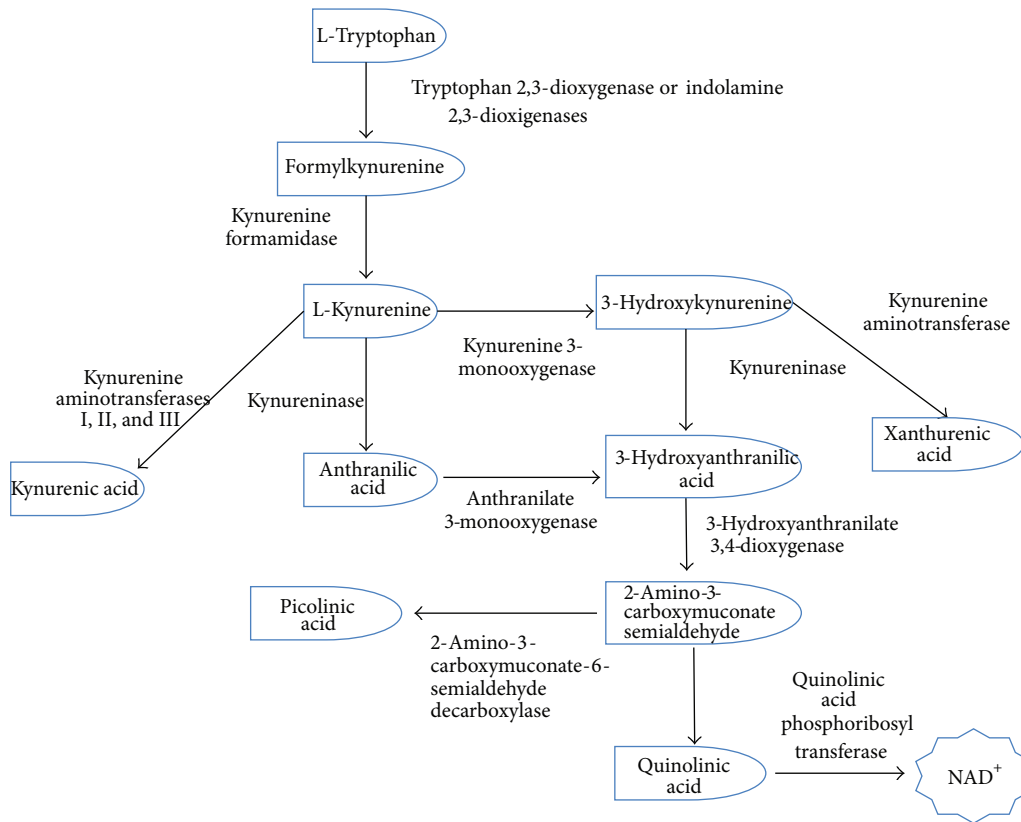 L-Tryptophan
Tryptophan 2,3-dioxygenase or indolamine
2,3-dioxigenases
Formylkynurenine
Kynurenine
formamidase
L-Kynurenine
3-Hydroxykynurenine
Kynurenine
aminotransferase
Kynurenine 3-
monooxygenase
Kynureninase
Kynurenine
aminotransferases
I, II, and III
Kynureninase
Xanthurenic
acid
Kynurenic acid
Anthranilic
acid
3-Hydroxyanthranilic
acid
Anthranilate
3-monooxygenase
3-Hydroxyanthranilate
3,4-dioxygenase
Picolinic
acid
2-Amino-3-
carboxymuconate
semialdehyde
2-Amino-3-
carboxymuconate-6-
semialdehyde
decarboxylase
Quinolinic
acid
phosphoribosyl
transferase
Quinolinic
acid
NAD+